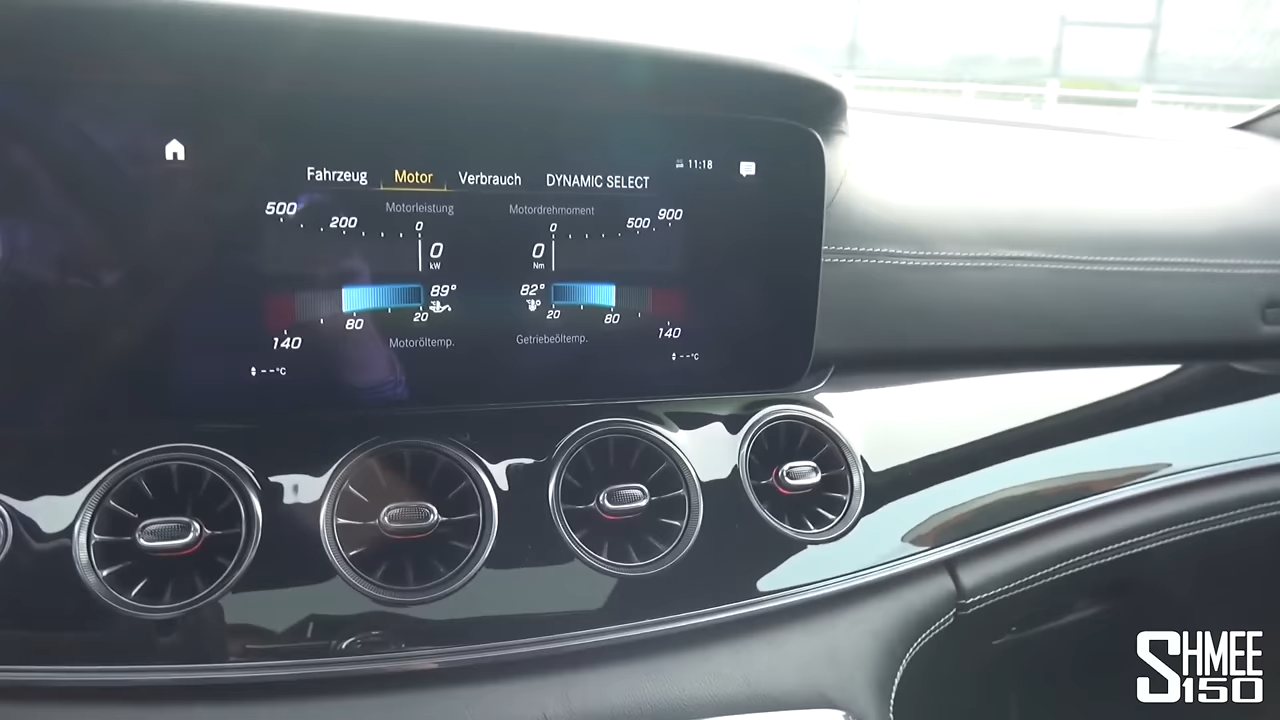 11:18
Fahrzeug Motor Verbrauch DYNAMIC SELECT
Motorleistung Motordrehmoment
500 200 0 0 500 900
0 0
kW Nm
89° 82°
80 20 20 80
140 140
Motoröltemp. Getriebeöltemp.
--°C --°C
SHMEE
150